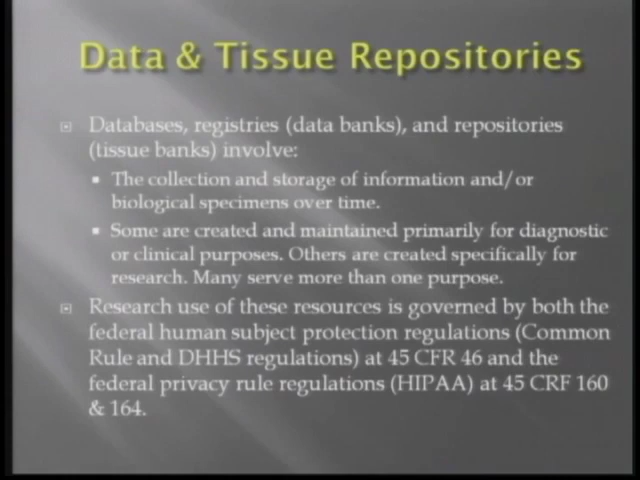 Data & Tissue Repositories
Databases, registries (data banks), and repositories
(tissue banks) involve:
The collection and storage of information and/or
biological specimens over time.
Some are created and maintained primarily for diagnostic
or clinical purposes. Others are created specifically for
research. Many serve more than one purpose.
Research use of these resources is governed by both the
federal human subject protection regulations (Common
Rule and DHHS regulations) at 45 CFR 46 and the
federal privacy rule regulations (HIPAA) at 45 CRF 160
& 164.